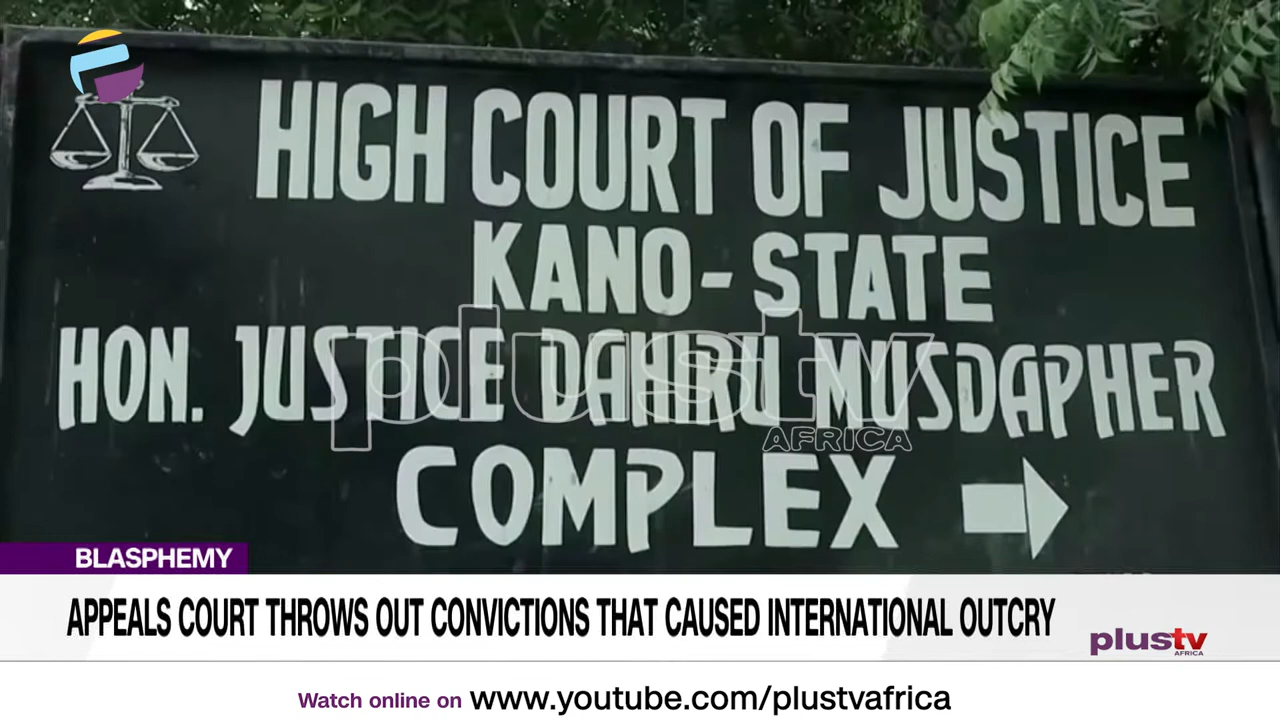 HIGH COURT OF JUSTICE
KANO-STATE
HON. JUSTICE DAHIRU MUSDAPHER
COMPLEX
plustv
AFRICA
BLASPHEMY
APPEALS COURT THROWS OUT CONVICTIONS THAT CAUSED INTERNATIONAL OUTCRY
plustv
AFRICA
Watch online on www.youtube.com/plustvafrica